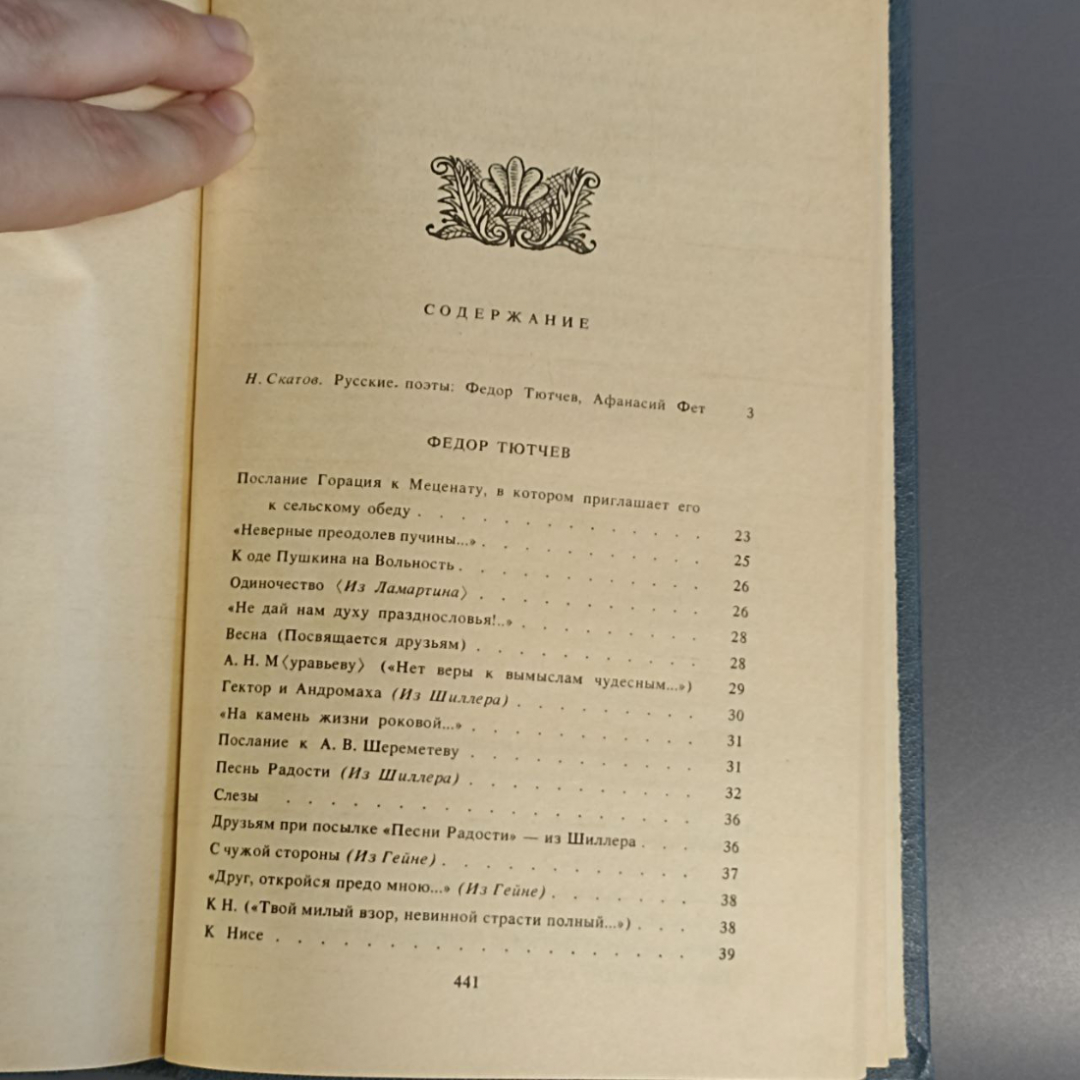 СОДЕРЖАНИЕ
Н. Скатов. Русские. поэты: Федор Тютчев, Афанасий Фет 3
ФЕДОР ТЮТЧЕВ
Послание Горация к Меценату, в котором приглашает его
к сельскому обеду . . . . . . . . . . . . . 23
«Неверные преодолев пучины...» . . . . . . . . . . 25
К оде Пушкина на Вольность . . . . . . . . . . . 26
Одиночество 〈Из Ламартина〉 . . . . . . . . . . 26
«Не дай нам духу празднословья!..» . . . . . . . . 28
Весна (Посвящается друзьям) . . . . . . . . . . 28
А. Н. М〈уравьеву〉 («Нет веры к вымыслам чудесным...») 29
Гектор и Андромаха (Из Шиллера) . . . . . . . . 30
«На камень жизни роковой...» . . . . . . . . . . 31
Послание к А. В. Шереметеву . . . . . . . . . . 31
Песнь Радости (Из Шиллера) . . . . . . . . . . 32
Слезы . . . . . . . . . . . . . . . . . . 36
Друзьям при посылке «Песни Радости» — из Шиллера . . . 36
С чужой стороны (Из Гейне) . . . . . . . . . . . 37
«Друг, откройся предо мною...» (Из Гейне) . . . . . . 38
К Н. («Твой милый взор, невинной страсти полный...») . . . 38
К Нисе . . . . . . . . . . . . . . . . . . 39
441